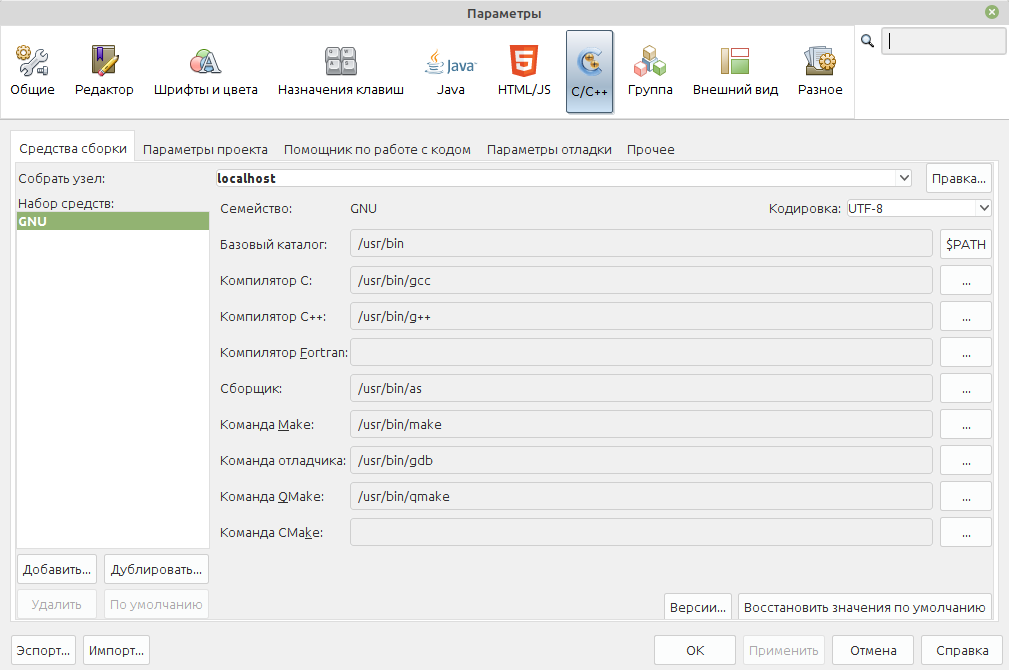 Параметры
Общие
Редактор
Шрифты и цвета
Назначения клавиш
Java
Java
HTML/JS
5
C/C++
Группа
Внешний вид
Разное
Средства сборки
Параметры проекта
Помощник по работе с кодом
Параметры отладки
Прочее
Собрать узел:
localhost
Правка...
Набор средств:
GNU
Семейство:
GNU
Кодировка:
UTF-8
Базовый каталог:
/usr/bin
$PATH
Компилятор C:
/usr/bin/gcc
...
Компилятор C++:
/usr/bin/g++
...
Компилятор Fortran:
...
Сборщик:
/usr/bin/as
...
Команда Make:
/usr/bin/make
...
Команда отладчика:
/usr/bin/gdb
...
Команда QMake:
/usr/bin/qmake
...
Команда CMake:
...
Добавить...
Дублировать...
Удалить
По умолчанию
Версии...
Восстановить значения по умолчанию
Эспорт...
Импорт...
OK
Применить
Отмена
Справка